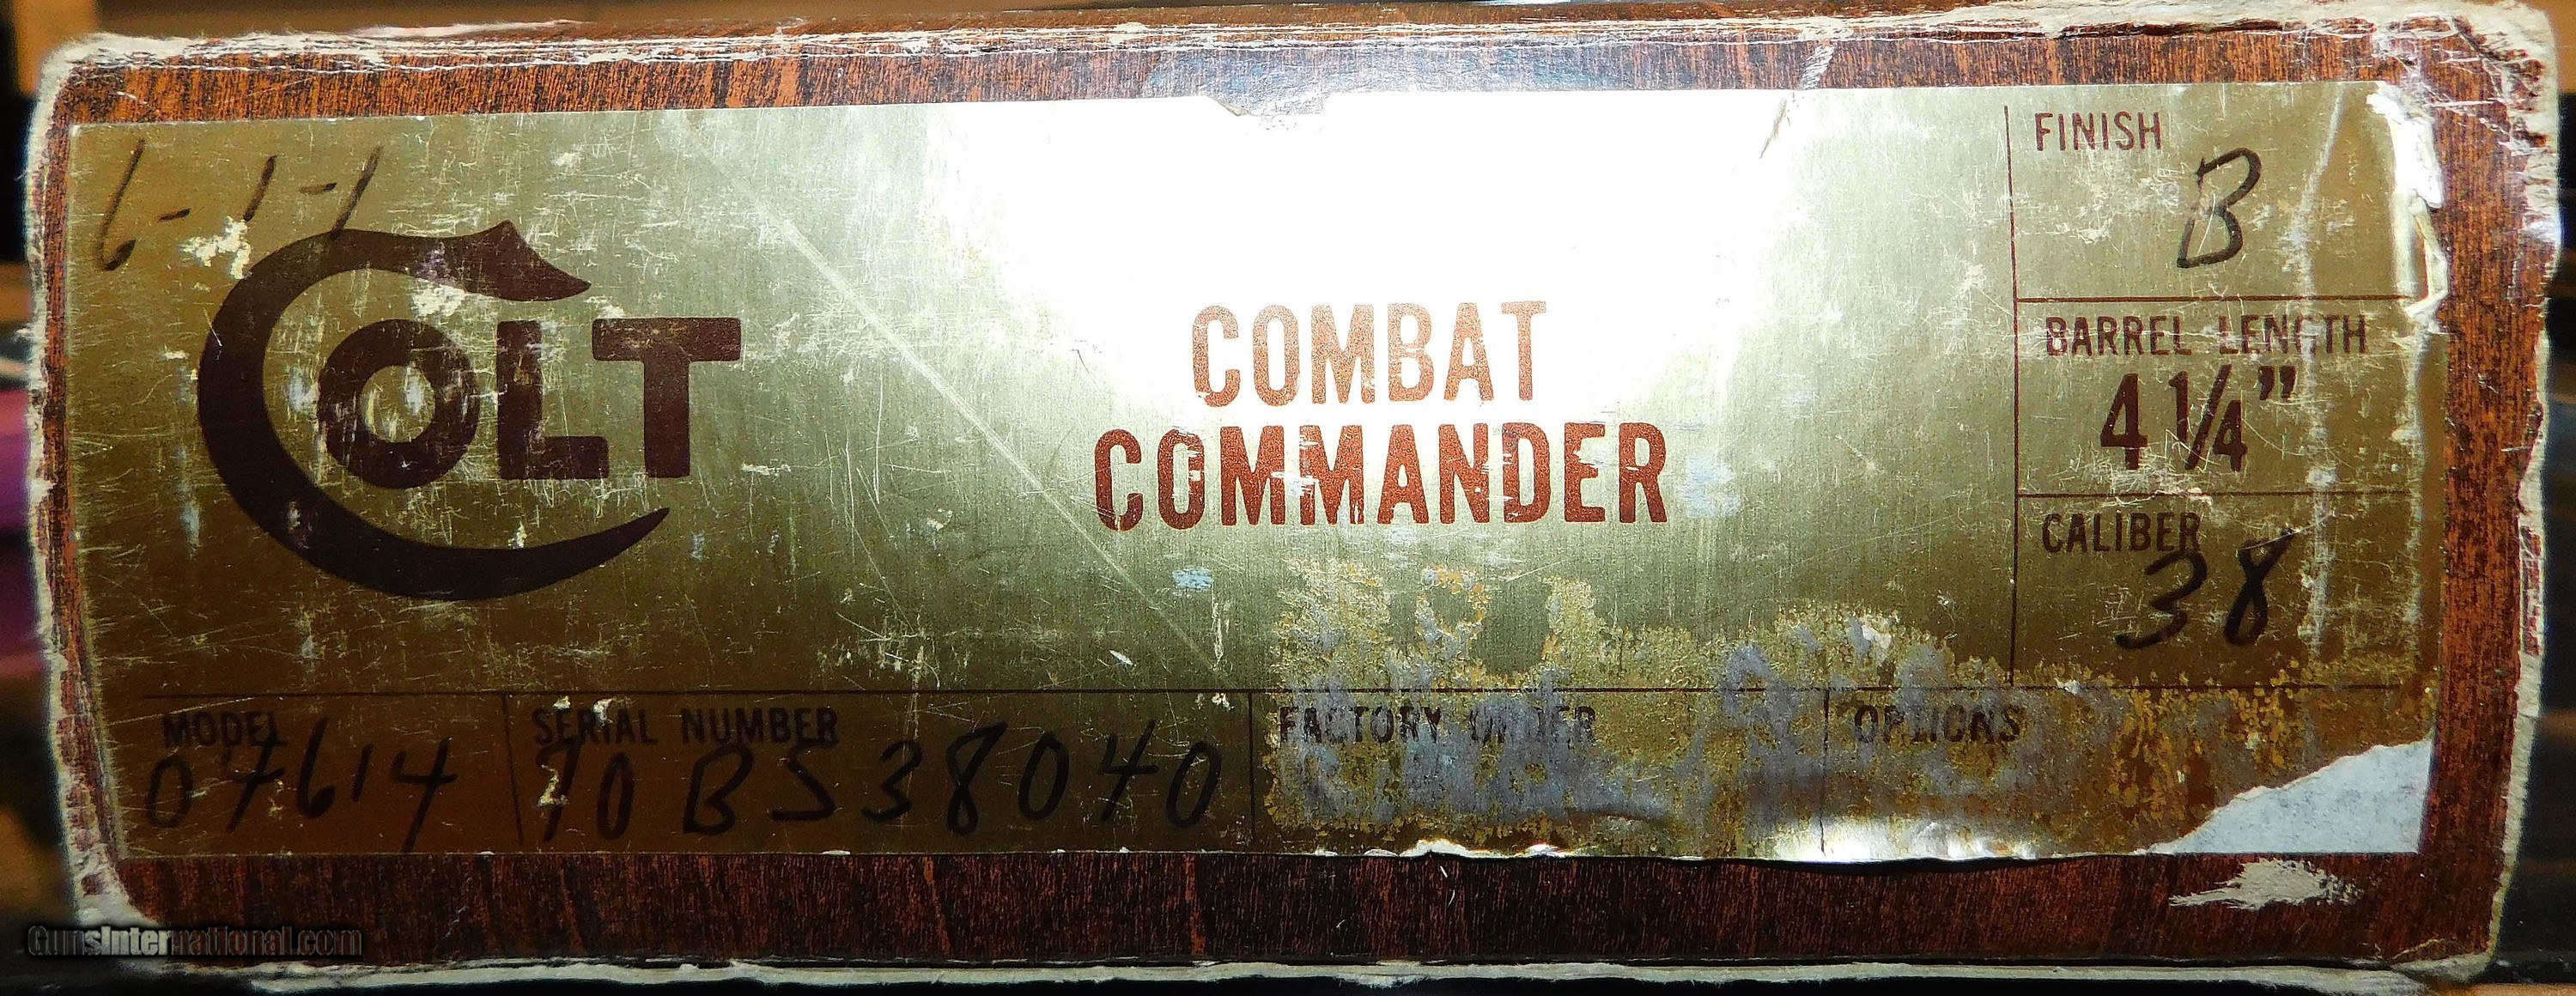 6-1-1
COLT
COMBAT
COMMANDER
FINISH
B
BARREL LENGTH
4 1/4"
CALIBER
38
MODEL
07614
SERIAL NUMBER
70BS38040
FACTORY ORDER
OPTIONS
GunsInternational.com